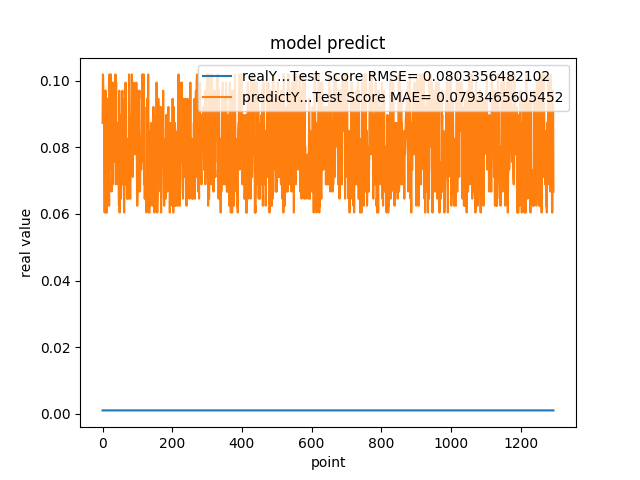 model predict
realY...Test Score RMSE= 0.0803356482102
predictY...Test Score MAE= 0.0793465605452
0.10
0.08
0.06
0.04
0.02
0.00
real value
0 200 400 600 800 1000 1200
point